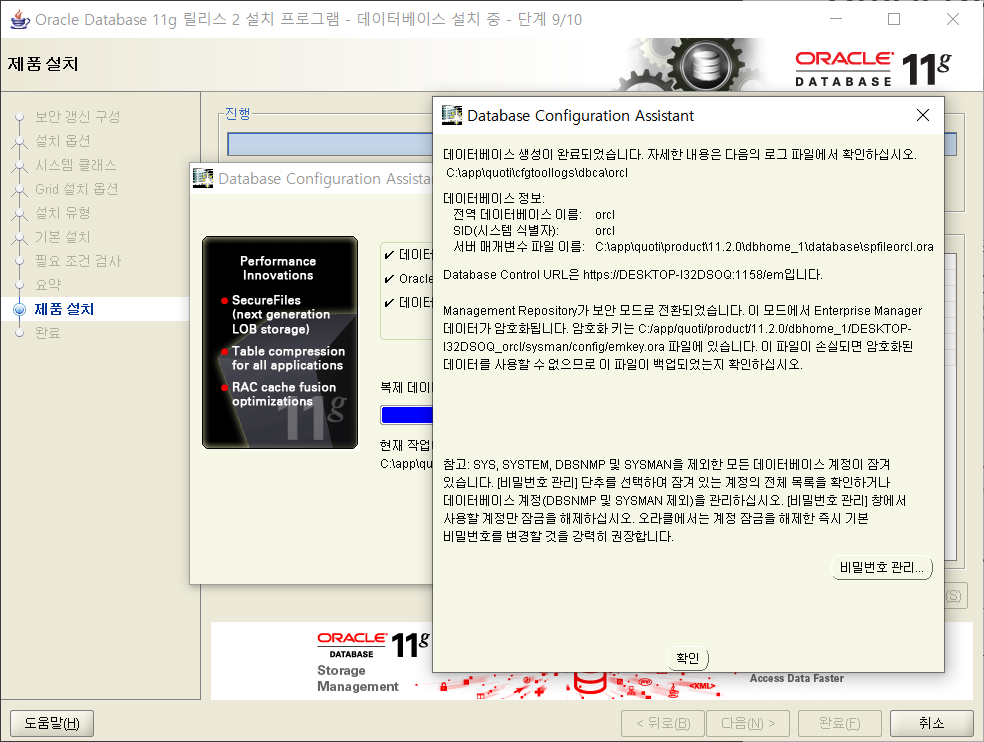 Oracle Database 11g 릴리스 2 설치 프로그램 - 데이터베이스 설치 중 - 단계 9/10
제품 설치
ORACLE
DATABASE
11g
보안 갱신 구성
설치 옵션
시스템 클래스
Grid 설치 옵션
설치 유형
기본 설치
필요 조건 검사
요약
제품 설치
완료
진행
Database Configuration Assista
Performance
Innovations
SecureFiles
(next generation
LOB storage)
Table compression
for all applications
RAC cache fusion
optimizations
11g
데이터
Oracle
데이터
복제 데이
현재 작업
C:\app\qu
Database Configuration Assistant
데이터베이스 생성이 완료되었습니다. 자세한 내용은 다음의 로그 파일에서 확인하십시오.
C:\app\quoti\cfgtoollogs\dbca\orcl
데이터베이스 정보:
전역 데이터베이스 이름: orcl
SID(시스템 식별자): orcl
서버 매개변수 파일 이름: C:\app\quoti\product\11.2.0\dbhome_1\database\spfileorcl.ora
Database Control URL은 https://DESKTOP-I32DSOQ:1158/em입니다.
Management Repository가 보안 모드로 전환되었습니다. 이 모드에서 Enterprise Manager
데이터가 암호화됩니다. 암호화 키는 C:/app/quoti/product/11.2.0/dbhome_1/DESKTOP-
I32DSOQ_orcl/sysman/config/emkey.ora 파일에 있습니다. 이 파일이 손실되면 암호화된
데이터를 사용할 수 없으므로 이 파일이 백업되었는지 확인하십시오.
참고: SYS, SYSTEM, DBSNMP 및 SYSMAN을 제외한 모든 데이터베이스 계정이 잠겨
있습니다. [비밀번호 관리] 단추를 선택하여 잠겨 있는 계정의 전체 목록을 확인하거나
데이터베이스 계정(DBSNMP 및 SYSMAN 제외)을 관리하십시오. [비밀번호 관리] 창에서
사용할 계정만 잠금을 해제하십시오. 오라클에서는 계정 잠금을 해제한 즉시 기본
비밀번호를 변경할 것을 강력히 권장합니다.
비밀번호 관리...
(S)
확인
ORACLE
DATABASE
11g
Storage
Management
PHP
<XML>
Access Data Faster
도움말(H)
< 뒤로(B)
다음(N) >
완료(F)
취소